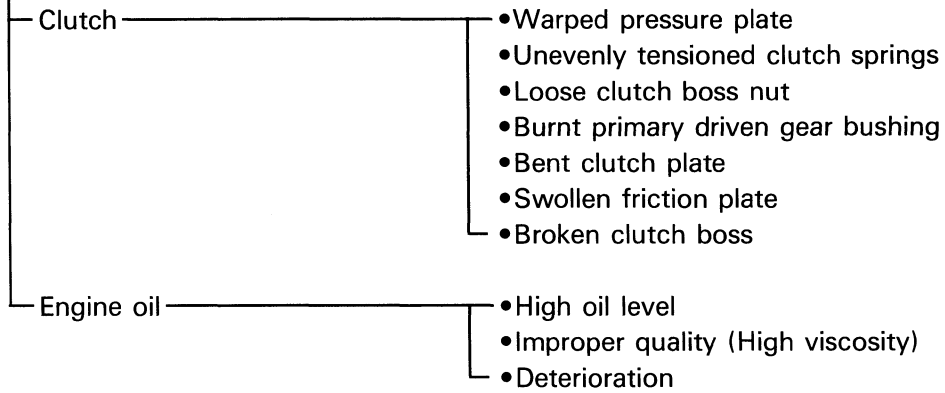 Clutch
•Warped pressure plate
•Unevenly tensioned clutch springs
•Loose clutch boss nut
•Burnt primary driven gear bushing
•Bent clutch plate
•Swollen friction plate
•Broken clutch boss
Engine oil
•High oil level
•Improper quality (High viscosity)
•Deterioration